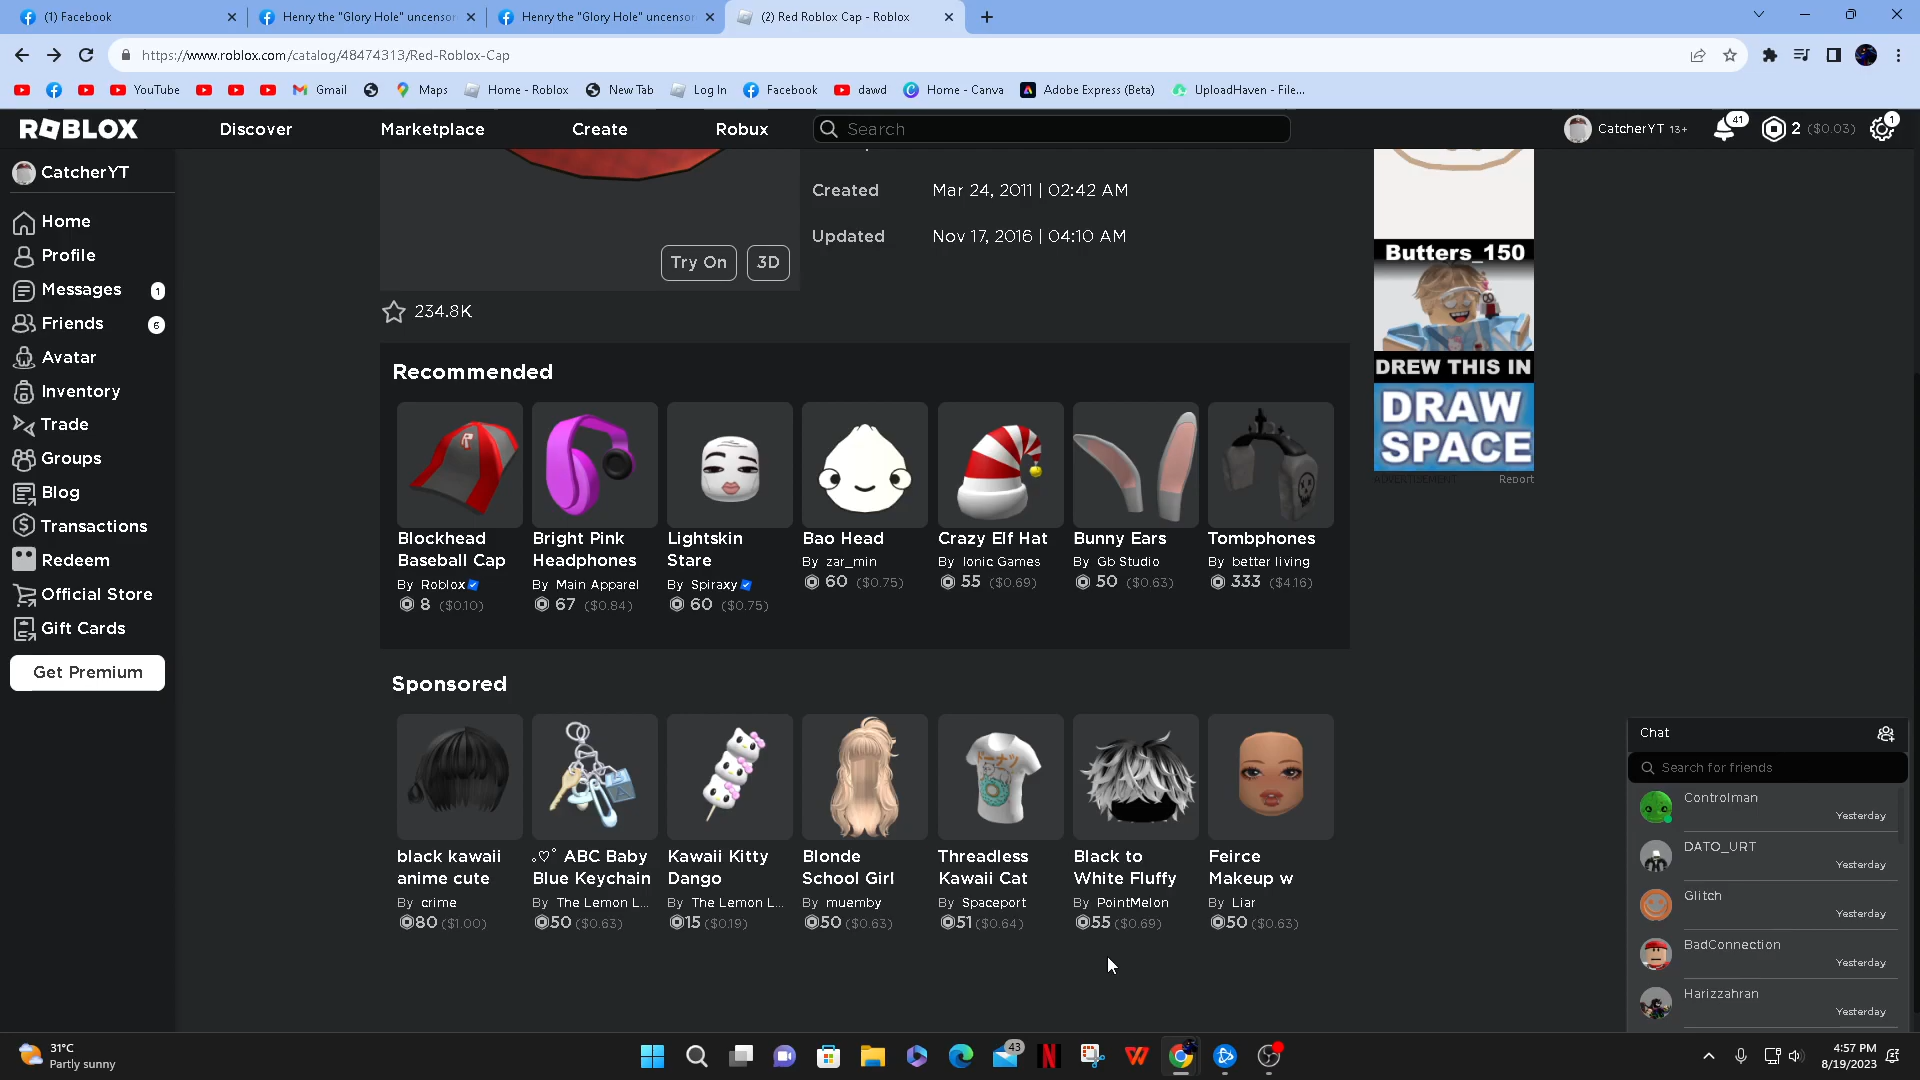 (1) Facebook
Henry the "Glory Hole" uncensor
Henry the "Glory Hole" uncensor
(2) Red Roblox Cap - Roblox
https://www.roblox.com/catalog/48474313/Red-Roblox-Cap
YouTube
Gmail
Maps
Home - Roblox
New Tab
Log In
Facebook
dawd
Home - Canva
Adobe Express (Beta)
UploadHaven - File...
ROBLOX
Discover
Marketplace
Create
Robux
Search
CatcherYT 13+
41
2 ($0.03)
1
CatcherYT
Home
Profile
Messages 1
Friends 6
Avatar
Inventory
Trade
Groups
Blog
Transactions
Redeem
Official Store
Gift Cards
Get Premium
Created Mar 24, 2011 | 02:42 AM
Updated Nov 17, 2016 | 04:10 AM
Try On
3D
234.8K
Recommended
Blockhead
Baseball Cap
By Roblox
8 ($0.10)
Bright Pink
Headphones
By Main Apparel
67 ($0.84)
Lightskin
Stare
By Spiraxy
60 ($0.75)
Bao Head
By zar_min
60 ($0.75)
Crazy Elf Hat
By Ionic Games
55 ($0.69)
Bunny Ears
By Gb Studio
50 ($0.63)
Tombphones
By better living
333 ($4.16)
Sponsored
black kawaii
anime cute
By crime
80 ($1.00)
｡♡˚ ABC Baby
Blue Keychain
By The Lemon L...
50 ($0.63)
Kawaii Kitty
Dango
By The Lemon L...
15 ($0.19)
Blonde
School Girl
By muemby
50 ($0.63)
Threadless
Kawaii Cat
By Spaceport
51 ($0.64)
Black to
White Fluffy
By PointMelon
55 ($0.69)
Feirce
Makeup w
By Liar
50 ($0.63)
Butters_150
DREW THIS IN
DRAW
SPACE
ADVERTISEMENT
Report
Chat
Search for friends
Controlman
Yesterday
DATO_URT
Yesterday
Glitch
Yesterday
BadConnection
Yesterday
Harizzahran
Yesterday
31°C
Partly sunny
43
4:57 PM
8/19/2023